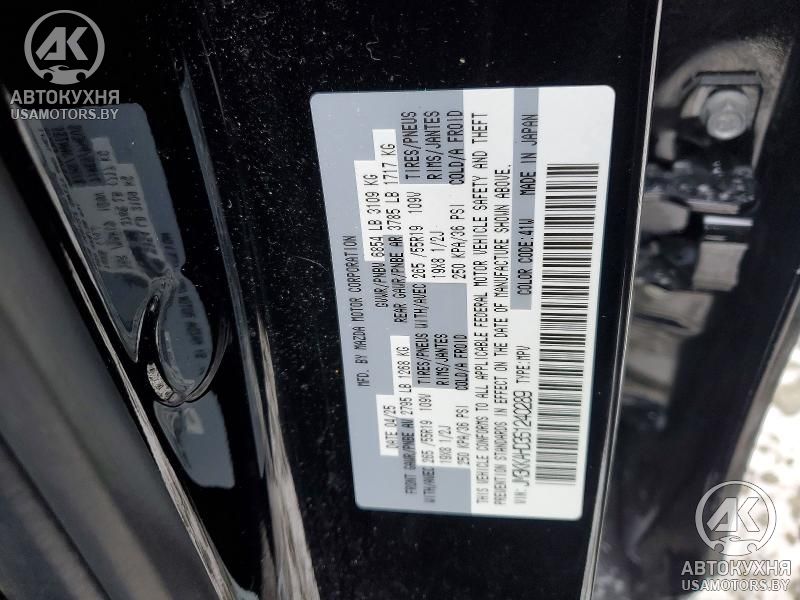 АВТОКУХНЯ
USAMOTORS.BY
MFD. BY MAZDA MOTOR CORPORATION
DATE 04/25 GVWR/PNBV 6854 LB 3109 KG
FRONT GAWR/PNBE AV 2795 LB 1268 KG REAR GAWR/PNBE AR 3785 LB 1717 KG
WITH/AVEC 265 /55R19 109V TIRES/PNEUS WITH/AVEC 265 /55R19 109V TIRES/PNEUS
19X8 1/2J RIMS/JANTES 19X8 1/2J RIMS/JANTES
250 KPA/36 PSI COLD/A FROID 250 KPA/36 PSI COLD/A FROID
THIS VEHICLE CONFORMS TO ALL APPLICABLE FEDERAL MOTOR VEHICLE SAFETY AND THEFT
PREVENTION STANDARDS IN EFFECT ON THE DATE OF MANUFACTURE SHOWN ABOVE.
VIN: JM3KKAHD3S1240289 TYPE:MPV COLOR CODE:41W MADE IN JAPAN
АВТОКУХНЯ
USAMOTORS.BY